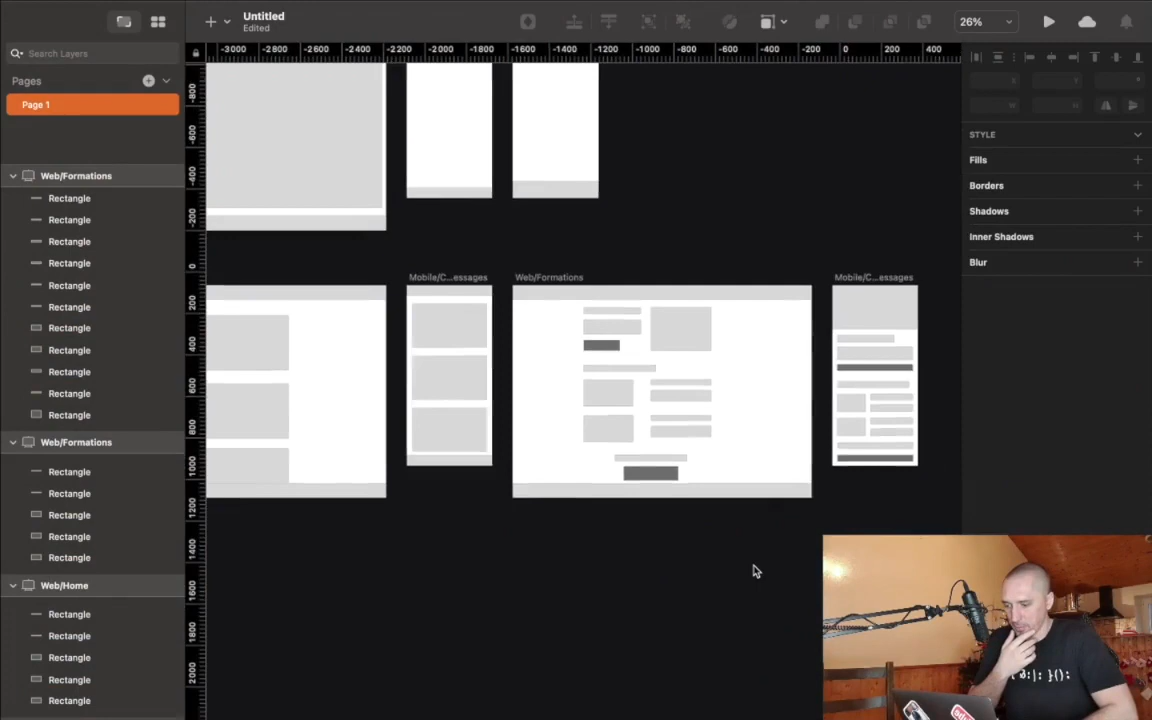 Untitled
Edited
26%
Search Layers
Pages
Page 1
Web/Formations
Rectangle
Rectangle
Rectangle
Rectangle
Rectangle
Rectangle
Rectangle
Rectangle
Rectangle
Rectangle
Rectangle
Web/Formations
Rectangle
Rectangle
Rectangle
Rectangle
Rectangle
Web/Home
Rectangle
Rectangle
Rectangle
Rectangle
Rectangle
-3000 -2800 -2600 -2400 -2200 -2000 -1800 -1600 -1400 -1200 -1000 -800 -600 -400 -200 0 200 400
-800
-600
-400
-200
0
200
400
600
800
1000
1200
1400
1600
1800
2000
Mobile/C...essages
Web/Formations
Mobile/C...essages
X Y
W H
STYLE
Fills
Borders
Shadows
Inner Shadows
Blur